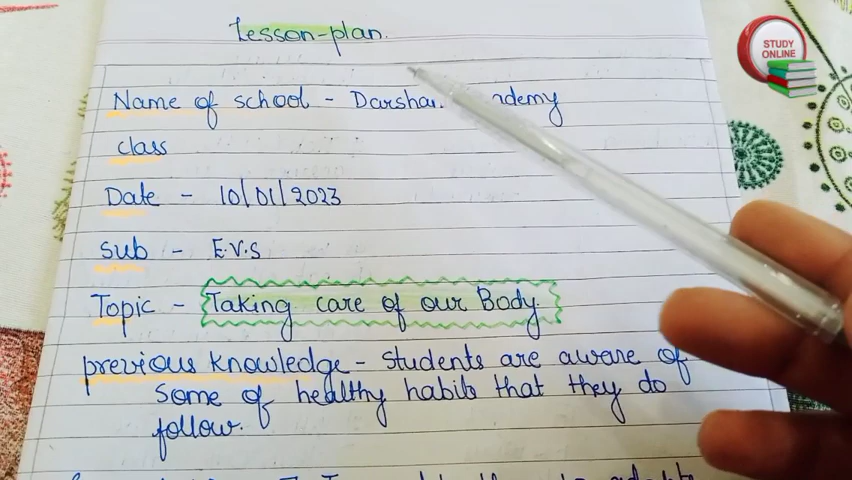 Lesson-plan.
Name of school - Darshan
class
Date - 10/01/2023
Sub - E.V.S
Topic - Taking care of our Body.
previous knowledge - students are aware of
some of healthy habits that they do
follow.
STUDY
ONLINE